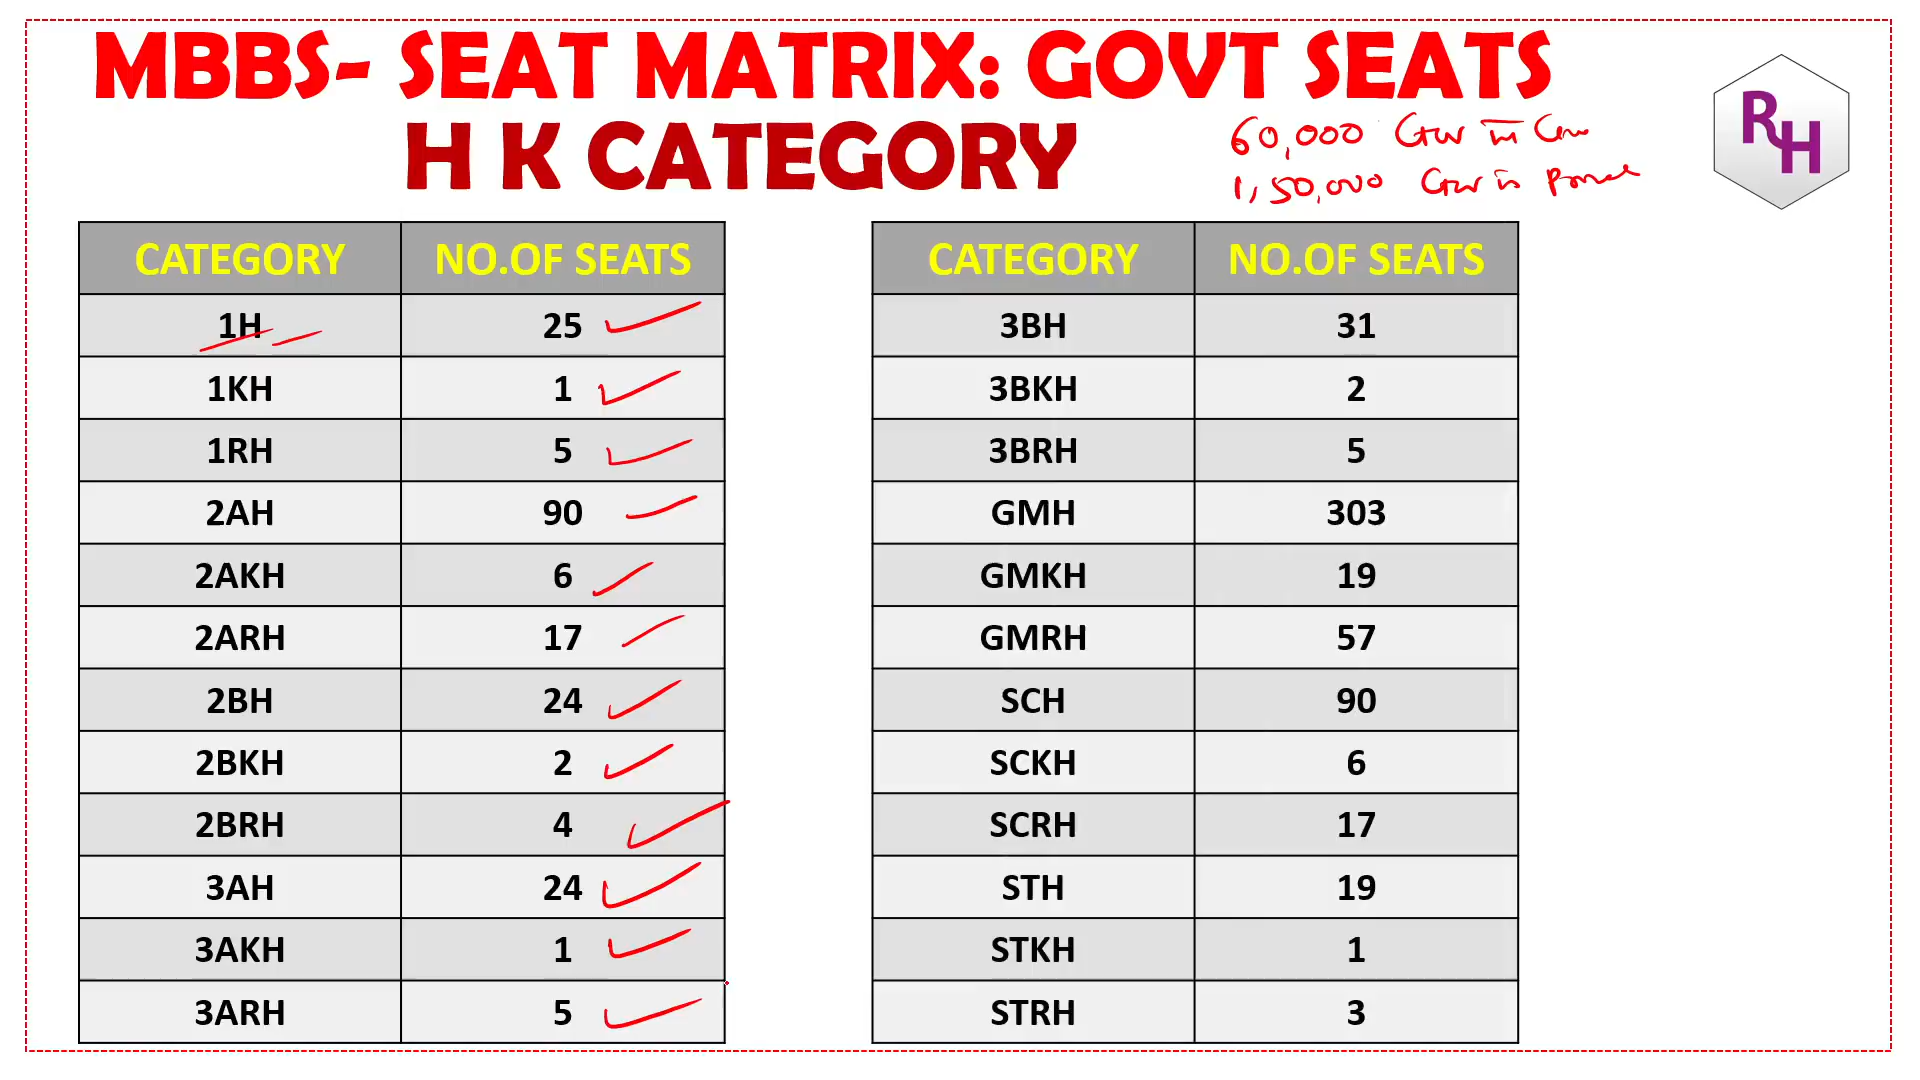 MBBS- SEAT MATRIX: GOVT SEATS
H K CATEGORY
60,000 in
1,50,000 in
RH
CATEGORY NO.OF SEATS
1H 25
1KH 1
1RH 5
2AH 90
2AKH 6
2ARH 17
2BH 24
2BKH 2
2BRH 4
3AH 24
3AKH 1
3ARH 5
CATEGORY NO.OF SEATS
3BH 31
3BKH 2
3BRH 5
GMH 303
GMKH 19
GMRH 57
SCH 90
SCKH 6
SCRH 17
STH 19
STKH 1
STRH 3